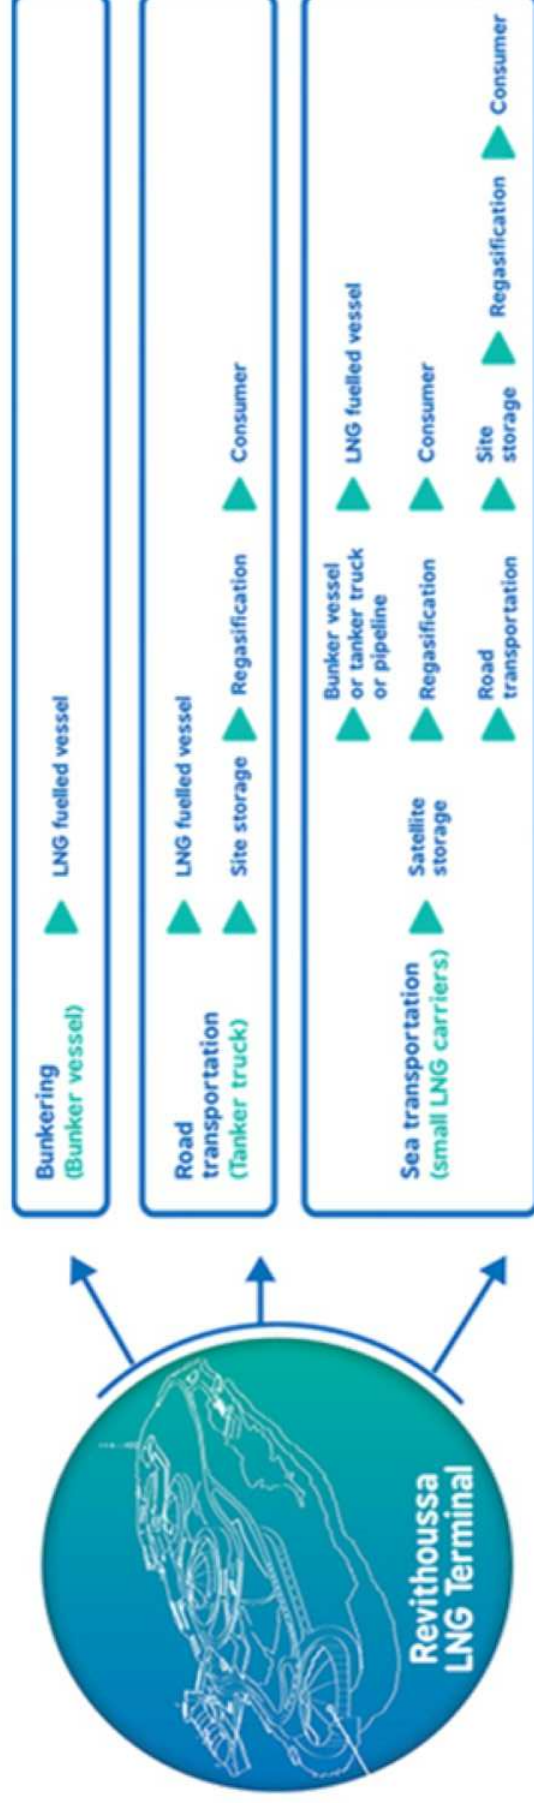 Revithoussa
LNG Terminal
Bunkering
(Bunker vessel)
LNG fuelled vessel
Road
transportation
(Tanker truck)
LNG fuelled vessel
Site storage
Regasification
Consumer
Sea transportation
(small LNG carriers)
Satellite
storage
Bunker vessel
or tanker truck
or pipeline
LNG fuelled vessel
Regasification
Consumer
Road
transportation
Site
storage
Regasification
Consumer